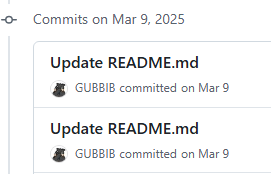 Commits on Mar 9, 2025
Update README.md
GUBBIB committed on Mar 9
Update README.md
GUBBIB committed on Mar 9